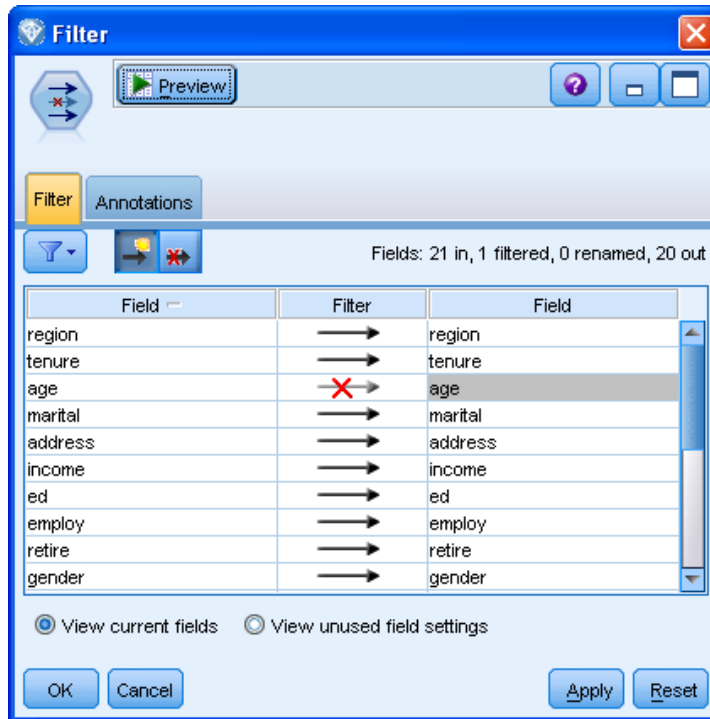 Filter
Preview
Filter Annotations
Fields: 21 in, 1 filtered, 0 renamed, 20 out
Field Filter Field
region region
tenure tenure
age age
marital marital
address address
income income
ed ed
employ employ
retire retire
gender gender
View current fields View unused field settings
OK Cancel Apply Reset